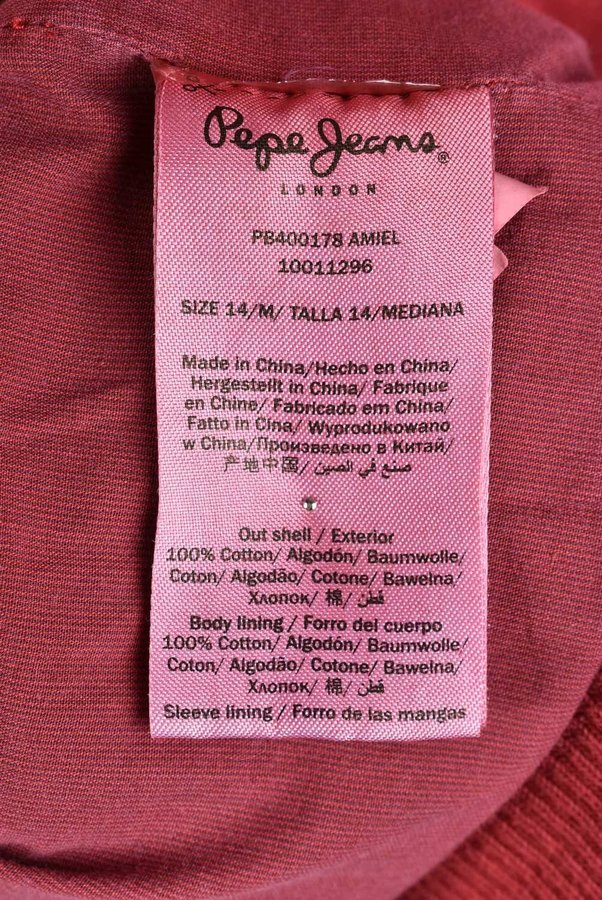 Pepe Jeans®
LONDON
PB400178 AMIEL
10011296
SIZE 14/M/ TALLA 14/MEDIANA
Made in China/Hecho en China/
Hergestellt in China/ Fabriqué
en Chine/ Fabricado em China/
Fatto in Cina/ Wyprodukowano
w China/Произведено в Китай/
产地中国/ صنع في الصين
Out shell / Exterior
100% Cotton/ Algodón/ Baumwolle/
Coton/ Algodão/ Cotone/ Bawełna/
Хлопок/ 棉/ قطن
Body lining / Forro del cuerpo
100% Cotton/ Algodón/ Baumwolle/
Coton/ Algodão/ Cotone/ Bawełna/
Хлопок/ 棉/ قطن
Sleeve lining / Forro de las mangas